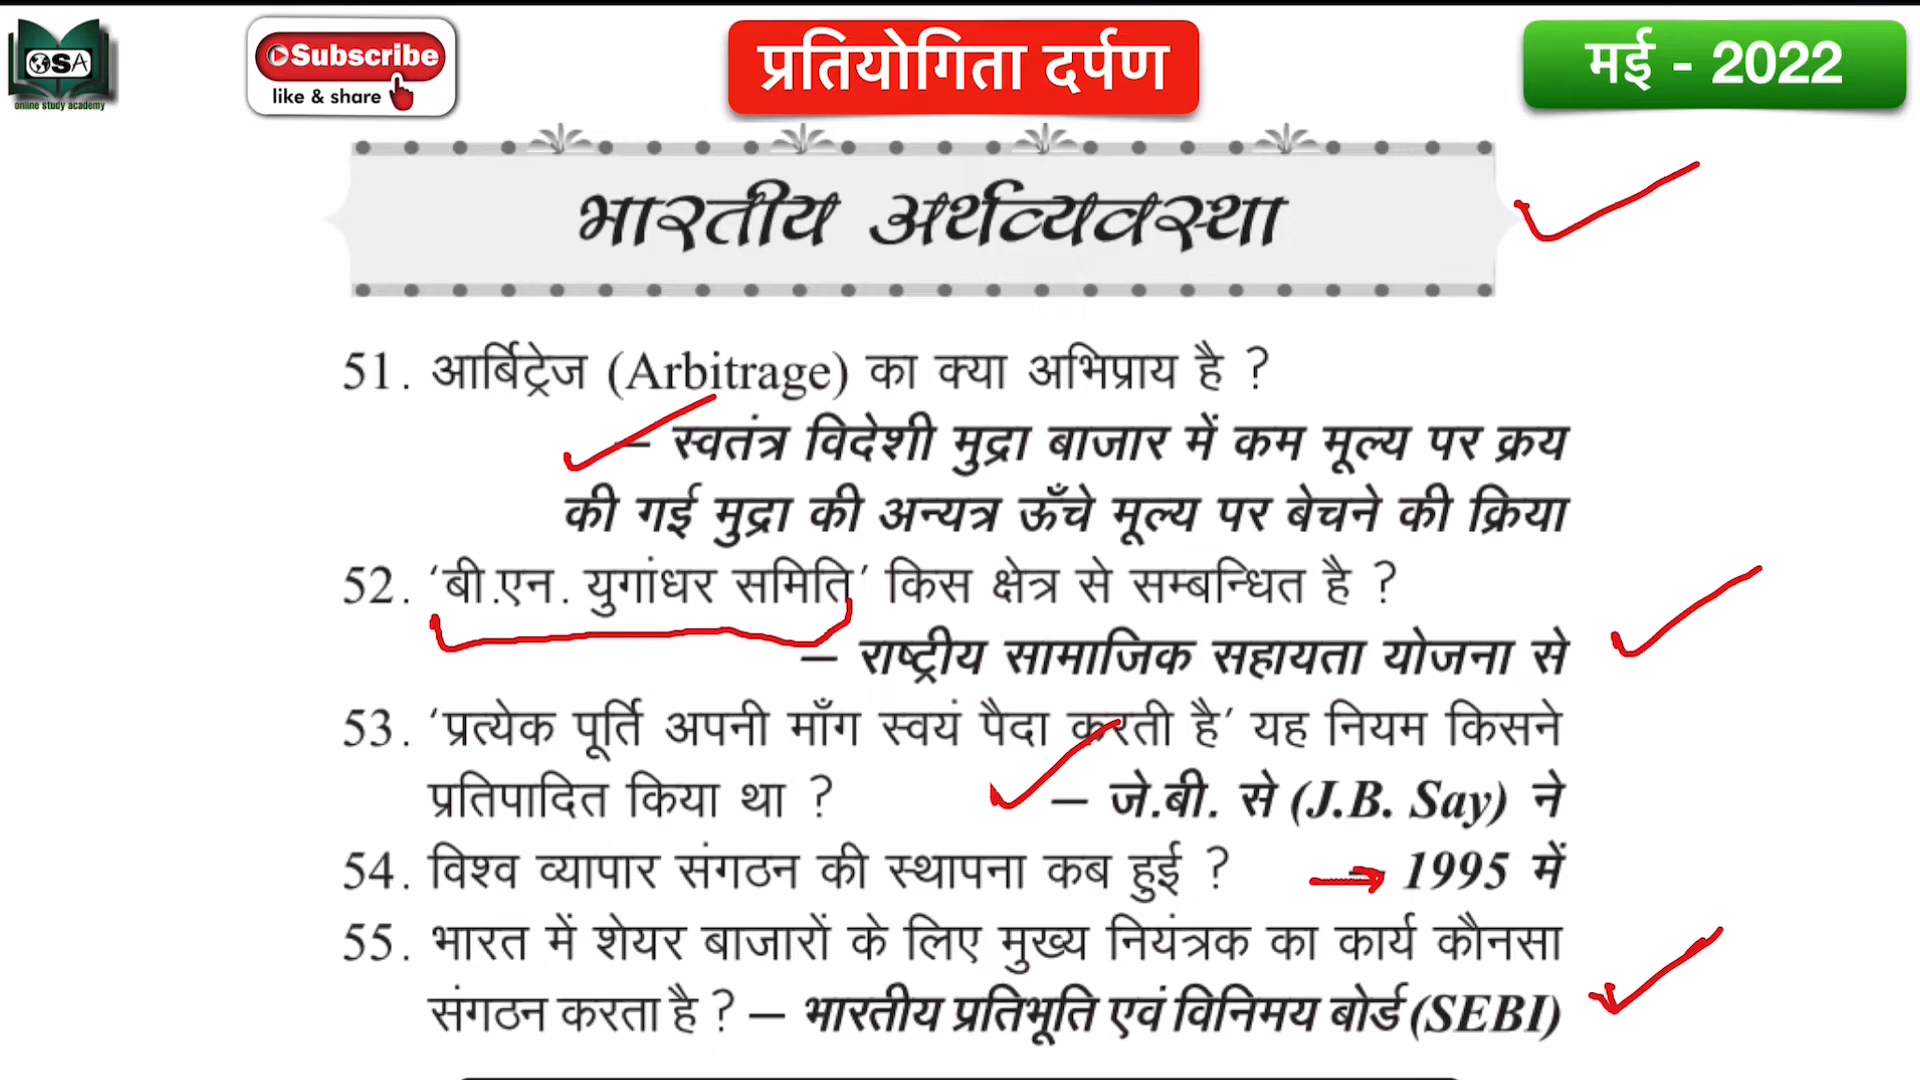 OSA
online study academy
Subscribe
like & share
प्रतियोगिता दर्पण
मई - 2022
भारतीय अर्थव्यवस्था
51. आर्बिट्रेज (Arbitrage) का क्या अभिप्राय है ?
– स्वतंत्र विदेशी मुद्रा बाजार में कम मूल्य पर क्रय
की गई मुद्रा की अन्यत्र ऊँचे मूल्य पर बेचने की क्रिया
52. ‘बी.एन. युगांधर समिति’ किस क्षेत्र से सम्बन्धित है ?
– राष्ट्रीय सामाजिक सहायता योजना से
53. ‘प्रत्येक पूर्ति अपनी माँग स्वयं पैदा करती है’ यह नियम किसने
प्रतिपादित किया था ? – जे.बी. से (J.B. Say) ने
54. विश्व व्यापार संगठन की स्थापना कब हुई ? – 1995 में
55. भारत में शेयर बाजारों के लिए मुख्य नियंत्रक का कार्य कौनसा
संगठन करता है ? – भारतीय प्रतिभूति एवं विनिमय बोर्ड (SEBI)